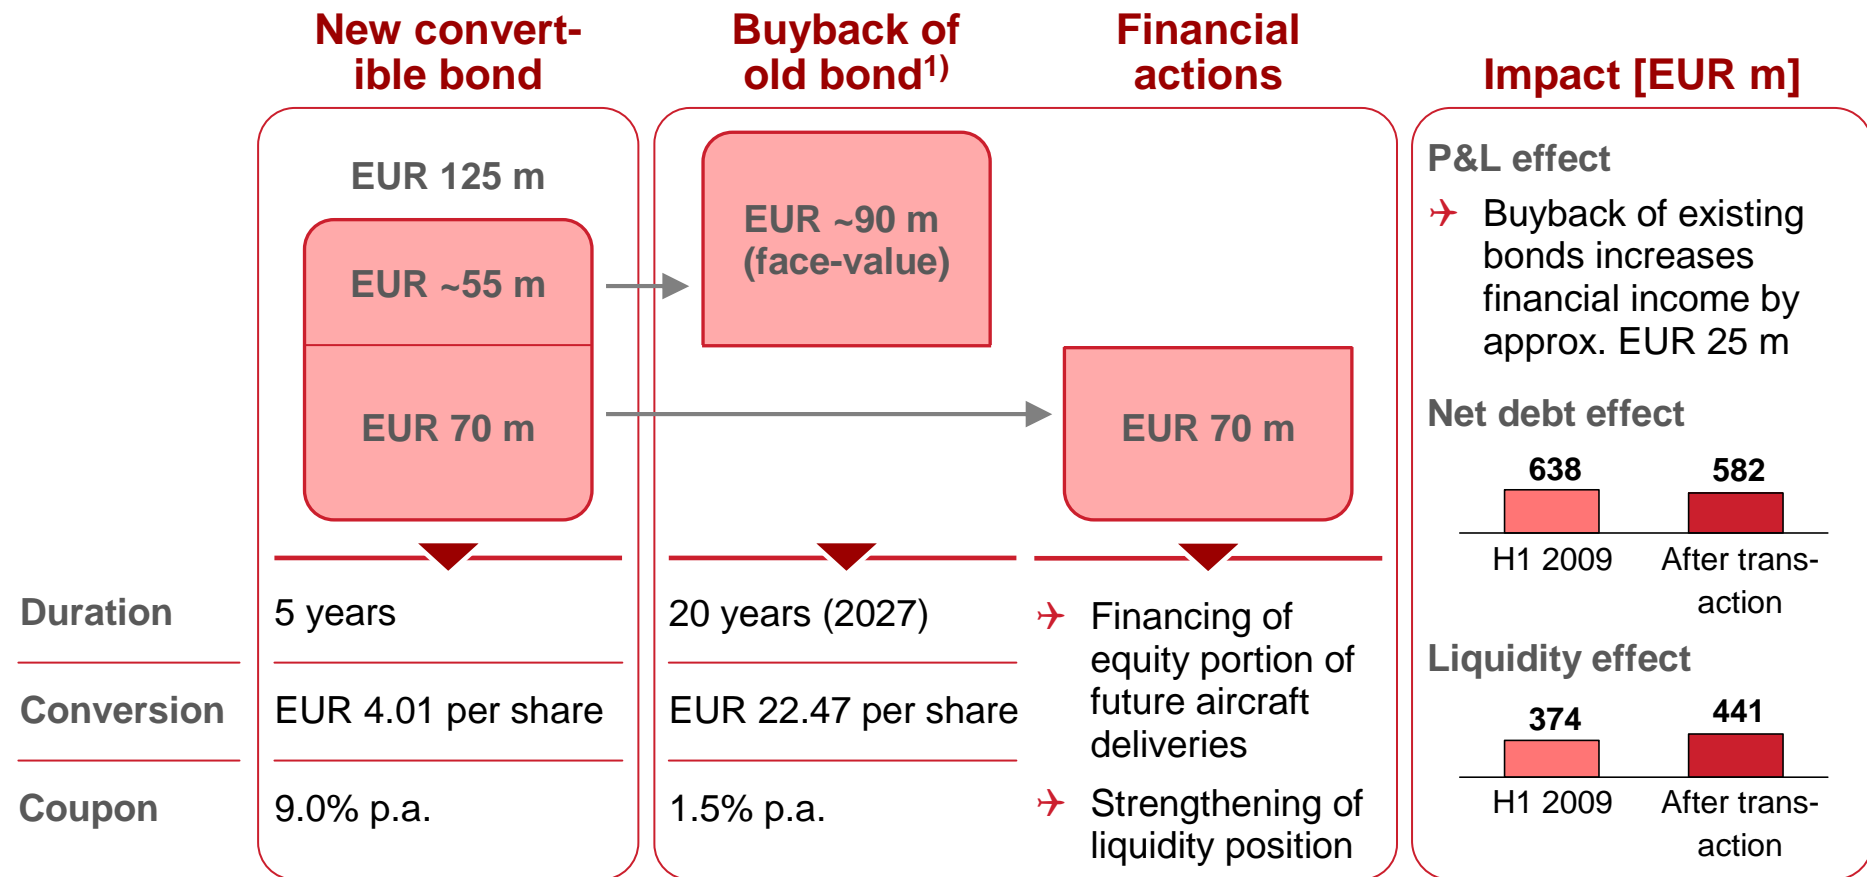 New convert-
ible bond
Buyback of
old bond1)
Financial
actions
Impact [EUR m]
EUR 125 m
EUR ~55 m
EUR 70 m
EUR ~90 m
(face-value)
EUR 70 m
P&L effect
Buyback of existing
bonds increases
financial income by
approx. EUR 25 m
Net debt effect
638
582
H1 2009
After trans-
action
Liquidity effect
374
441
H1 2009
After trans-
action
Duration
5 years
20 years (2027)
Conversion
EUR 4.01 per share
EUR 22.47 per share
Coupon
9.0% p.a.
1.5% p.a.
Financing of
equity portion of
future aircraft
deliveries
Strengthening of
liquidity position